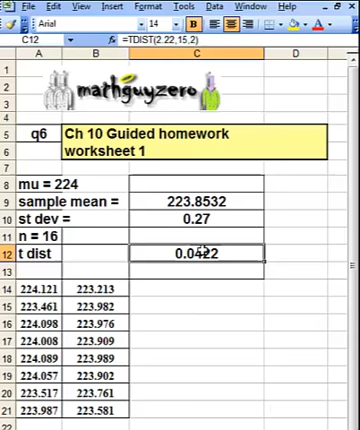 File Edit View Insert Format Tools Data Window Help
Arial 14 B
C12 fx =TDIST(2.22,15,2)
A B C D
1
2
3
mathguyzero
4
5 q6 Ch 10 Guided homework
6 worksheet 1
7
8 mu = 224
9 sample mean = 223.8532
10 st dev = 0.27
11 n = 16
12 t dist 0.0422
13
14 224.121 223.213
15 223.461 223.982
16 224.098 223.976
17 224.008 223.909
18 224.089 223.989
19 224.057 223.902
20 223.517 223.761
21 223.987 223.581
22